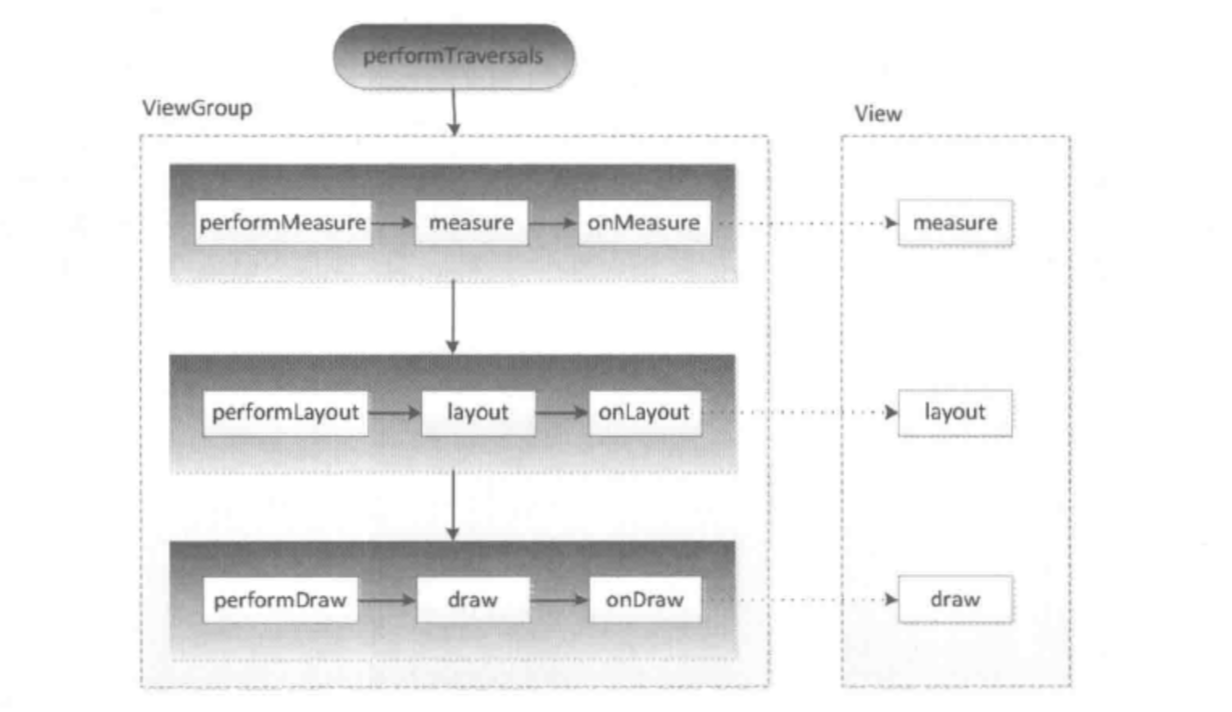 performTraversals
ViewGroup
View
performMeasure
measure
onMeasure
measure
performLayout
layout
onLayout
layout
performDraw
draw
onDraw
draw